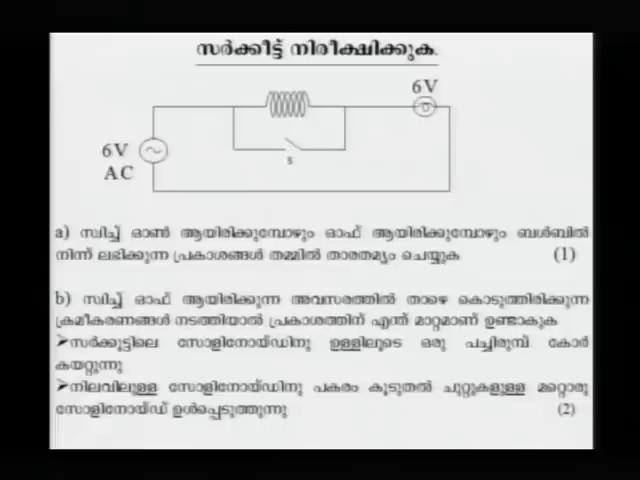 സർക്കീട്ട് നിരീക്ഷിക്കുക.
6V
6V
AC
s
a) സ്വിച്ച് ഓൺ ആയിരിക്കുമ്പോഴും ഓഫ് ആയിരിക്കുമ്പോഴും ബൾബിൽ
നിന്ന് ലഭിക്കുന്ന പ്രകാശങ്ങൾ തമ്മിൽ താരതമ്യം ചെയ്യുക (1)
b) സ്വിച്ച് ഓഫ് ആയിരിക്കുന്ന അവസരത്തിൽ താഴെ കൊടുത്തിരിക്കുന്ന
ക്രമീകരണങ്ങൾ നടത്തിയാൽ പ്രകാശത്തിന് എന്ത് മാറ്റമാണ് ഉണ്ടാകുക
➢സർക്കൂട്ടിലെ സോളിനോയ്ഡിനു ഉള്ളിലൂടെ ഒരു പച്ചിരുമ്പ് കോർ
കയറ്റുന്നു
➢നിലവിലുള്ള സോളിനോയ്ഡിനു പകരം കൂടുതൽ ചുറ്റുകളുള്ള മറ്റൊരു
സോളിനോയ്ഡ് ഉൾപ്പെടുത്തുന്നു (2)